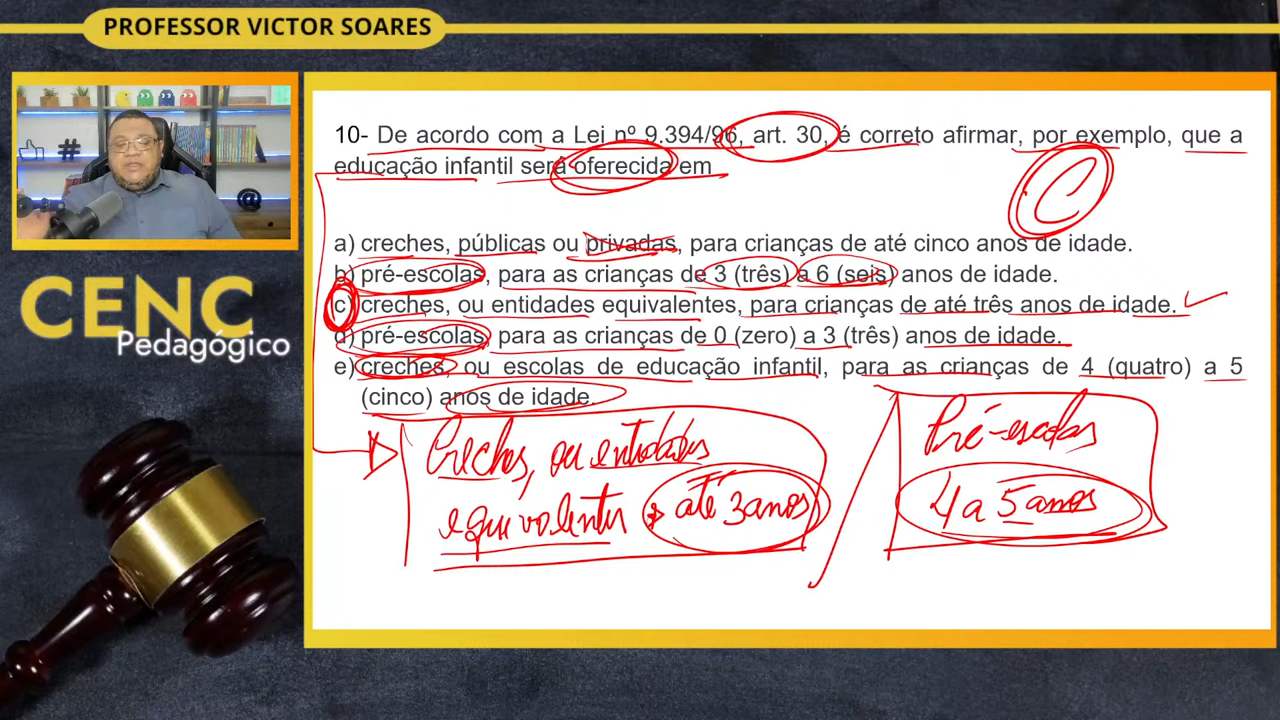 PROFESSOR VICTOR SOARES
10- De acordo com a Lei nº 9.394/96, art. 30, é correto afirmar, por exemplo, que a
educação infantil será oferecida em
C
a) creches, públicas ou privadas, para crianças de até cinco anos de idade.
b) pré-escolas, para as crianças de 3 (três) a 6 (seis) anos de idade.
c) creches, ou entidades equivalentes, para crianças de até três anos de idade.
d) pré-escolas, para as crianças de 0 (zero) a 3 (três) anos de idade.
e) creches, ou escolas de educação infantil, para as crianças de 4 (quatro) a 5
(cinco) anos de idade.
CENC
Pedagógico
Creches, ou entidades
equivalentes até 3 anos
Pré-escolas
4 a 5 anos